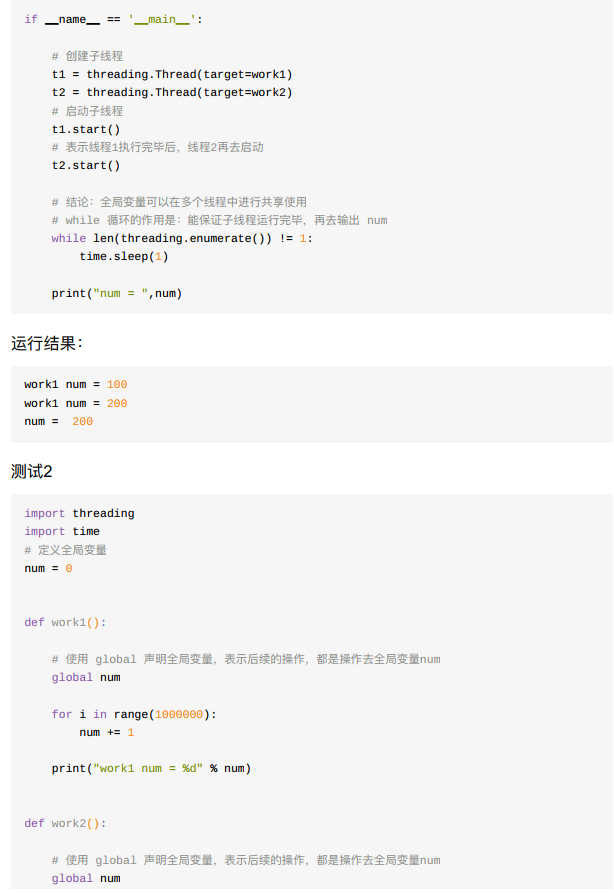 if __name__ == '__main__':
# 创建子线程
t1 = threading.Thread(target=work1)
t2 = threading.Thread(target=work2)
# 启动子线程
t1.start()
# 表示线程1执行完毕后，线程2再去启动
t2.start()
# 结论：全局变量可以在多个线程中进行共享使用
# while 循环的作用是：能保证子线程运行完毕，再去输出 num
while len(threading.enumerate()) != 1:
time.sleep(1)
print("num = ",num)
运行结果：
work1 num = 100
work1 num = 200
num =  200
测试2
import threading
import time
# 定义全局变量
num = 0
def work1():
# 使用 global 声明全局变量，表示后续的操作，都是操作去全局变量num
global num
for i in range(1000000):
num += 1
print("work1 num = %d" % num)
def work2():
# 使用 global 声明全局变量，表示后续的操作，都是操作去全局变量num
global num